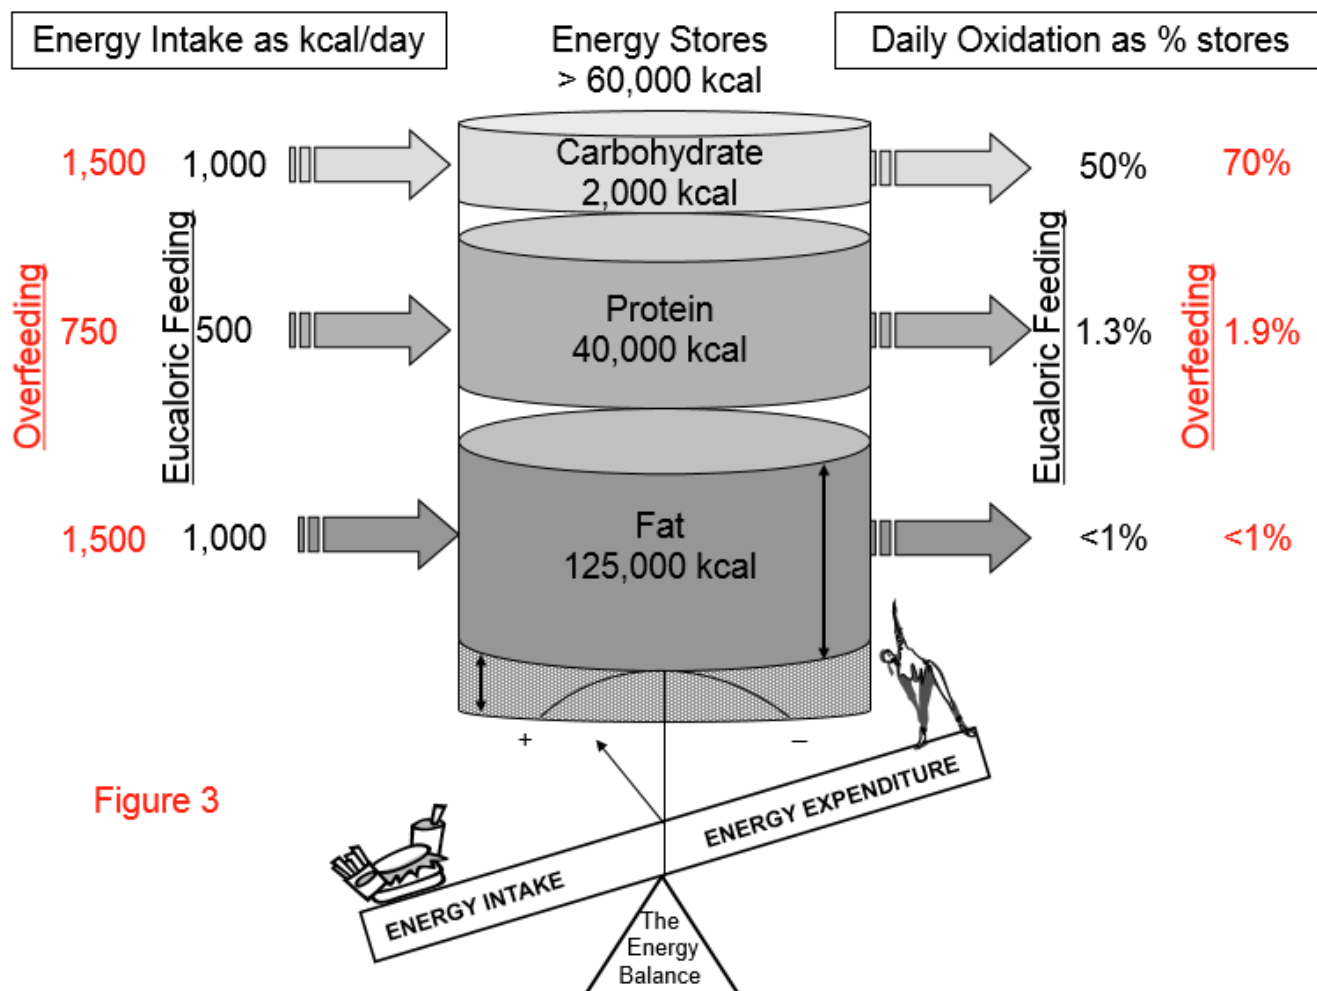 Energy Intake as kcal/day
Energy Stores
> 60,000 kcal
Daily Oxidation as % stores
1,500 1,000
Carbohydrate
2,000 kcal
50% 70%
Overfeeding
Eucaloric Feeding
750 500
Protein
40,000 kcal
Eucaloric Feeding
1.3%
Overfeeding
1.9%
1,500 1,000
Fat
125,000 kcal
<1% <1%
+ –
Figure 3
ENERGY INTAKE
ENERGY EXPENDITURE
The
Energy
Balance